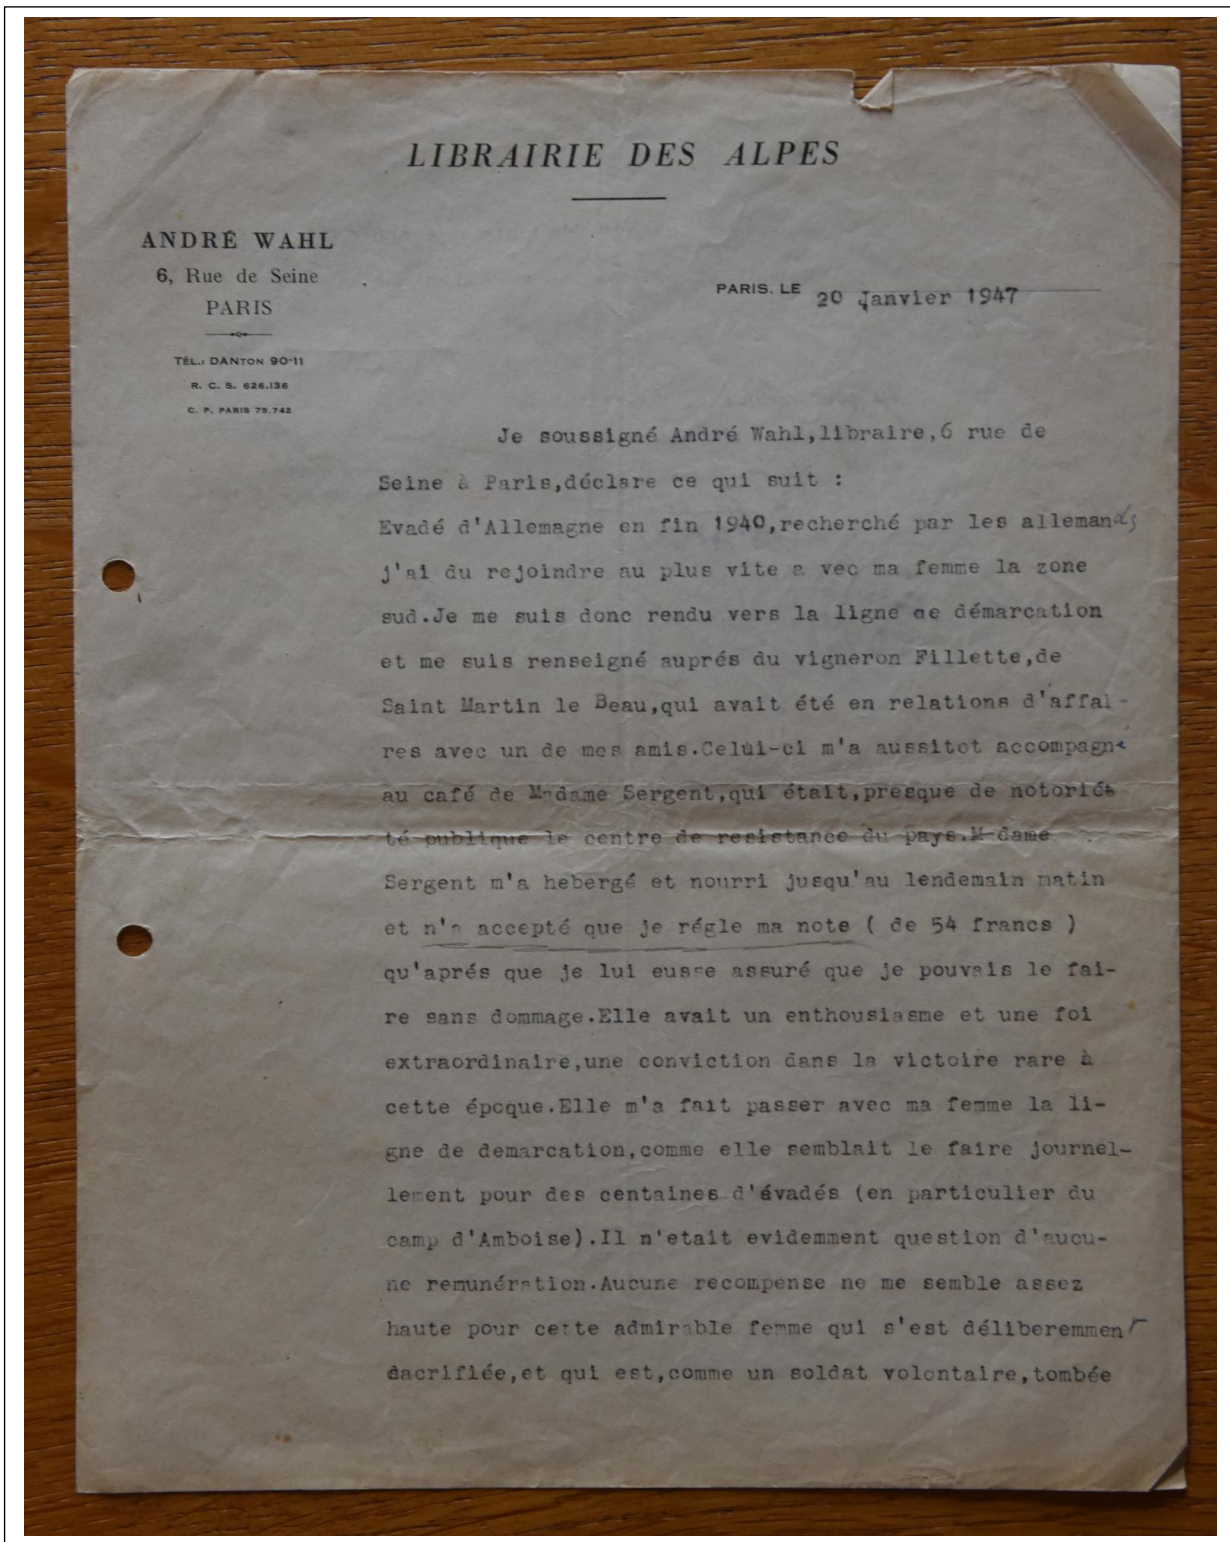 LIBRAIRIE DES ALPES
ANDRÉ WAHL
6, Rue de Seine
PARIS
TÉL.: DANTON 90-11
R. C. S. 626.136
C. P. PARIS 75.742
PARIS. LE 20 Janvier 1947
Je soussigné André Wahl,libraire,6 rue de
Seine à Paris,déclare ce qui suit :
Evadé d'Allemagne en fin 1940,recherché par les allemands
j'ai du rejoindre au plus vite a vec ma femme la zone
sud.Je me suis donc rendu vers la ligne de démarcation
et me suis renseigné auprés du vigneron Fillette,de
Saint Martin le Beau,qui avait été en relations d'affai-
res avec un de mes amis.Celui-ci m'a aussitot accompagné
au café de Madame Sergent,qui était,presque de notorié
té publique le centre de resistance du pays.Madame
Sergent m'a hebergé et nourri jusqu'au lendemain matin
et n'a accepté que je régle ma note ( de 54 francs )
qu'aprés que je lui eusse assuré que je pouvais le fai-
re sans dommage.Elle avait un enthousiasme et une foi
extraordinaire,une conviction dans la victoire rare à
cette époque.Elle m'a fait passer avec ma femme la li-
gne de demarcation,comme elle semblait le faire journel-
lement pour des centaines d'évadés (en particulier du
camp d'Amboise).Il n'etait evidemment question d'aucu-
ne remunération.Aucune recompense ne me semble assez
haute pour cette admirable femme qui s'est déliberemment
sacrifiée,et qui est,comme un soldat volontaire,tombée